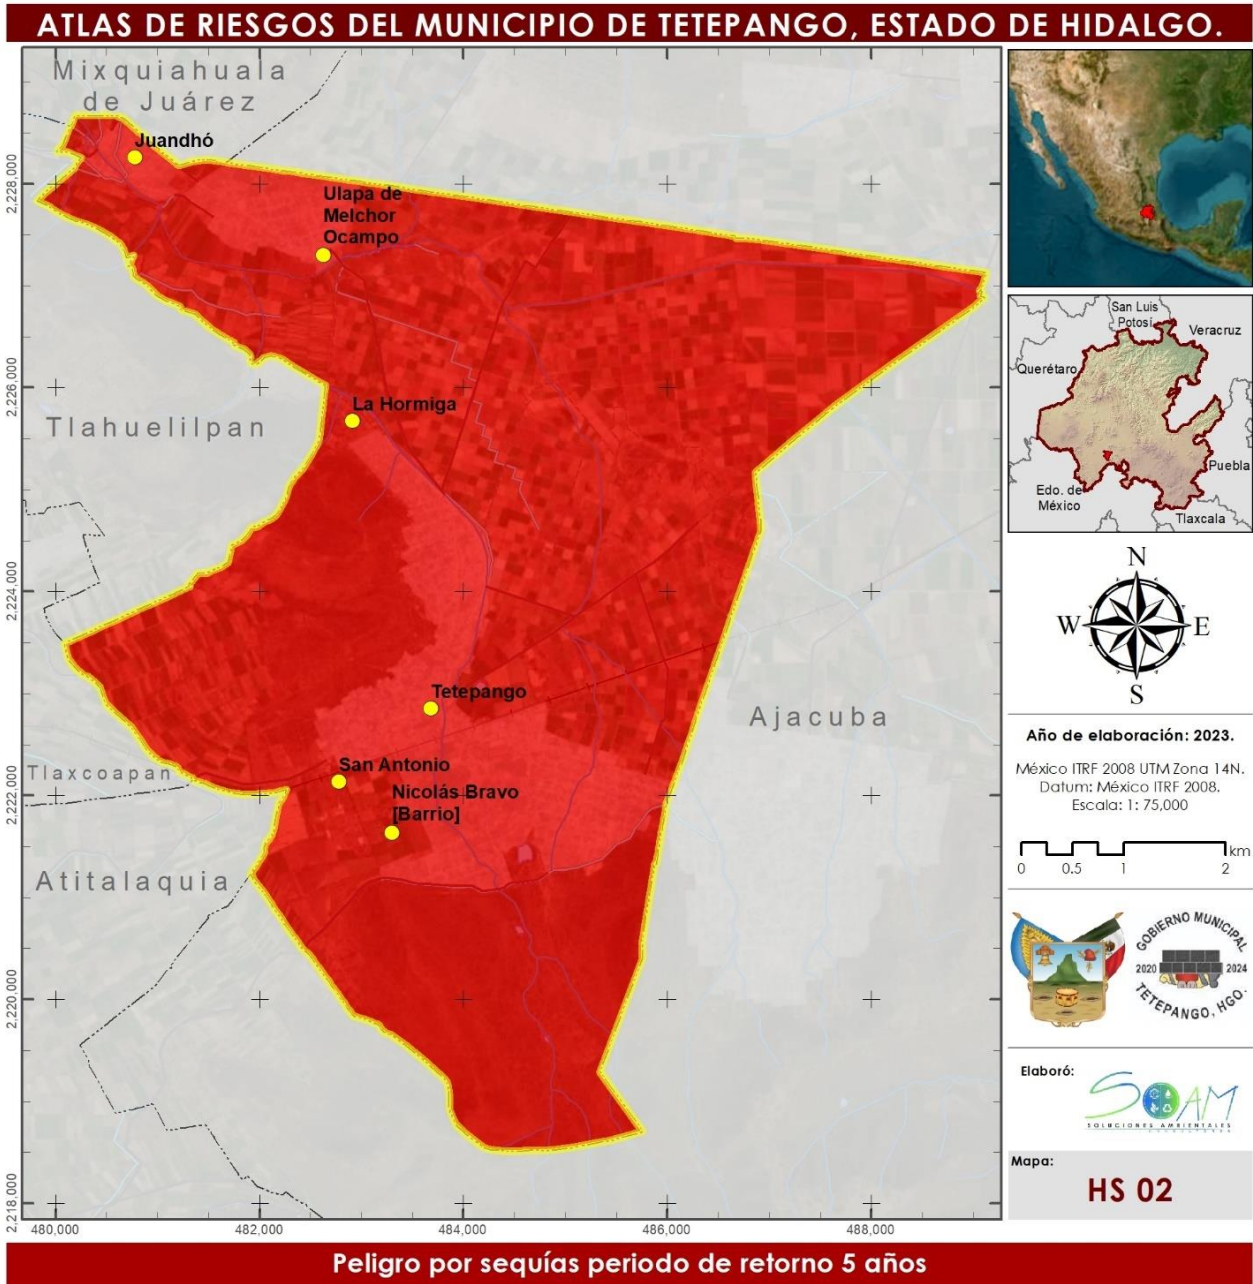 ATLAS DE RIESGOS DEL MUNICIPIO DE TETEPANGO, ESTADO DE HIDALGO.
Mixquiahuala
de Juárez
Juandhó
Ulapa de
Melchor
Ocampo
La Hormiga
Tlahuelilpan
Tetepango
Ajacuba
San Antonio
Tlaxcoapan
Nicolás Bravo
[Barrio]
Atitalaquia
2,228,000
2,226,000
2,224,000
2,222,000
2,220,000
2,218,000
480,000
482,000
484,000
486,000
488,000
San Luis
Potosí
Veracruz
Querétaro
Puebla
Edo. de
México
Tlaxcala
N
W
E
S
Año de elaboración: 2023.
México ITRF 2008 UTM Zona 14N.
Datum: México ITRF 2008.
Escala: 1: 75,000
km
0 0.5 1 2
GOBIERNO MUNICIPAL
2020 2024
TETEPANGO, HGO.
Elaboró:
SOAM
SOLUCIONES AMBIENTALES
Mapa:
HS 02
Peligro por sequías periodo de retorno 5 años